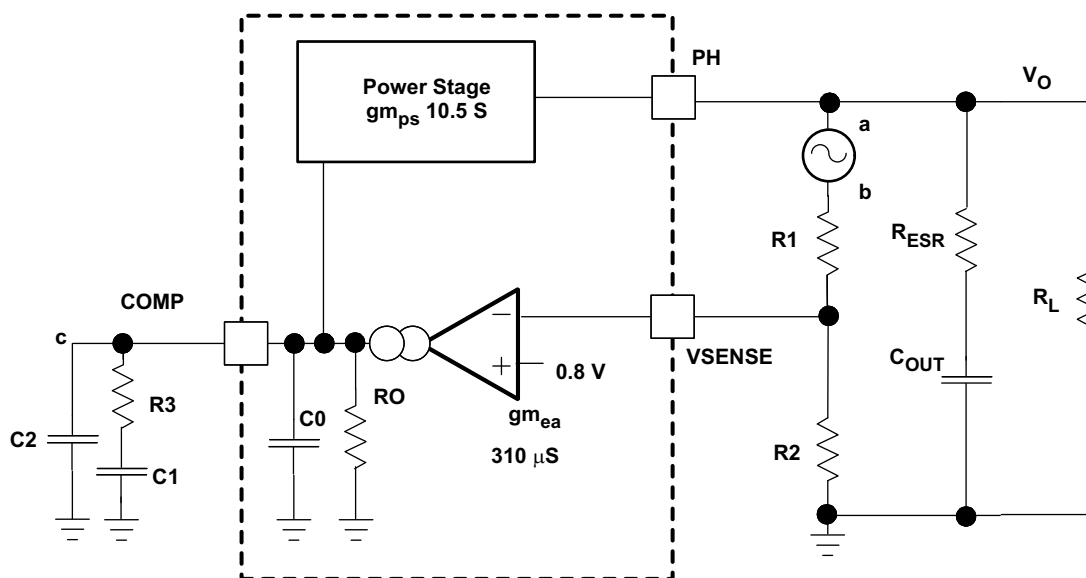 Power Stage
gm_ps 10.5 S
PH
V_O
a
b
R1
R_ESR
R_L
COMP
c
−
+
0.8 V
VSENSE
C_OUT
R3
RO
C0
gm_ea
310 μS
C2
C1
R2